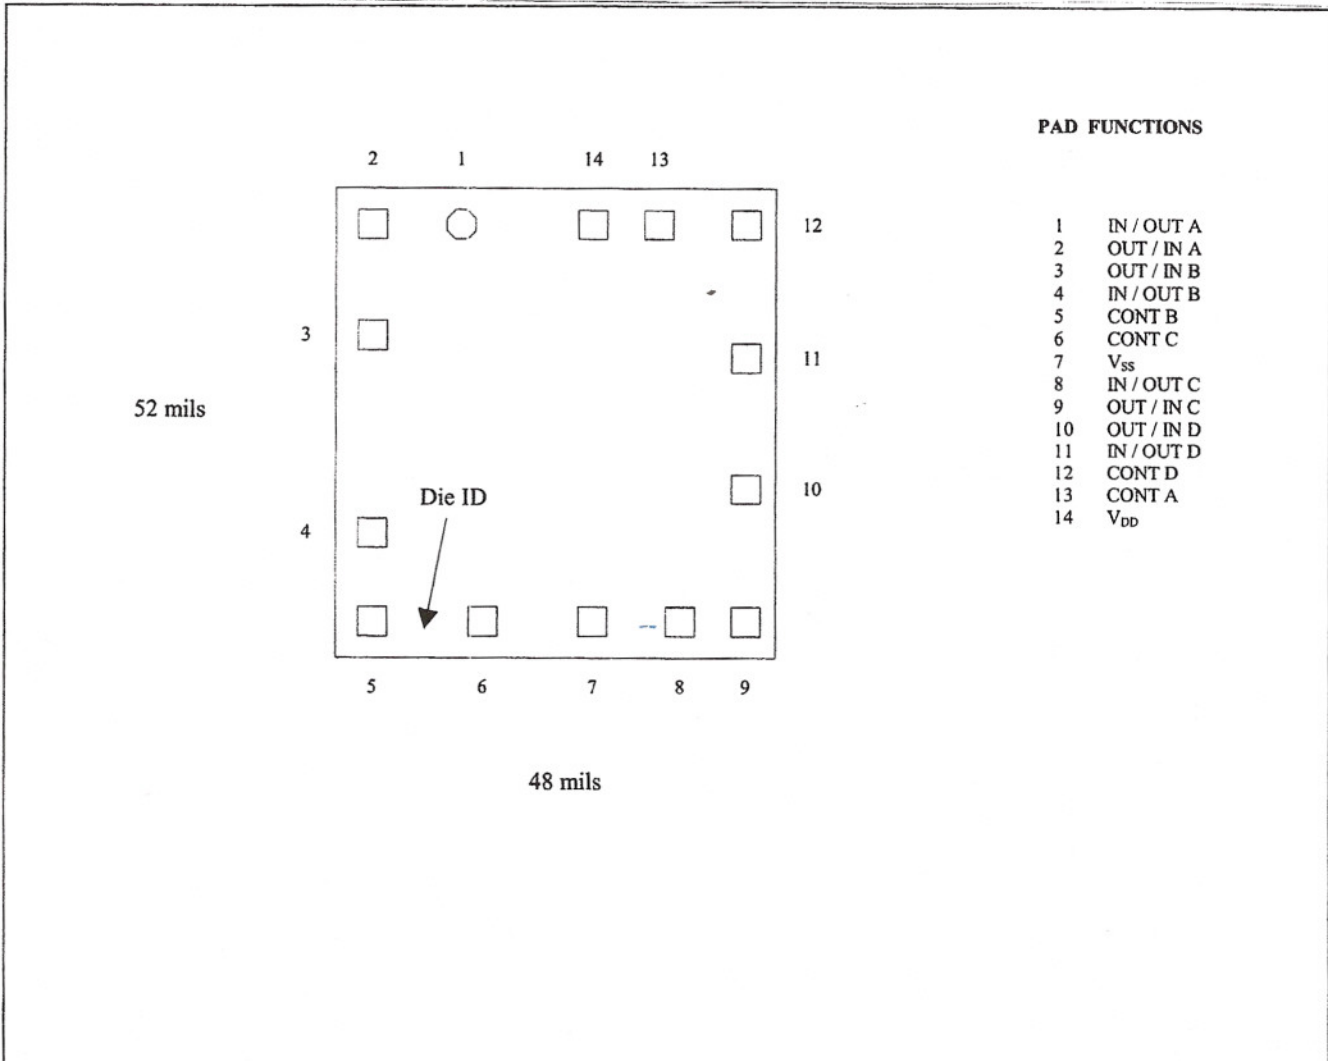 PAD FUNCTIONS
2 1 14 13
12
3
11
52 mils
10
Die ID
4
5 6 7 8 9
48 mils
1 IN / OUT A
2 OUT / IN A
3 OUT / IN B
4 IN / OUT B
5 CONT B
6 CONT C
7 VSS
8 IN / OUT C
9 OUT / IN C
10 OUT / IN D
11 IN / OUT D
12 CONT D
13 CONT A
14 VDD